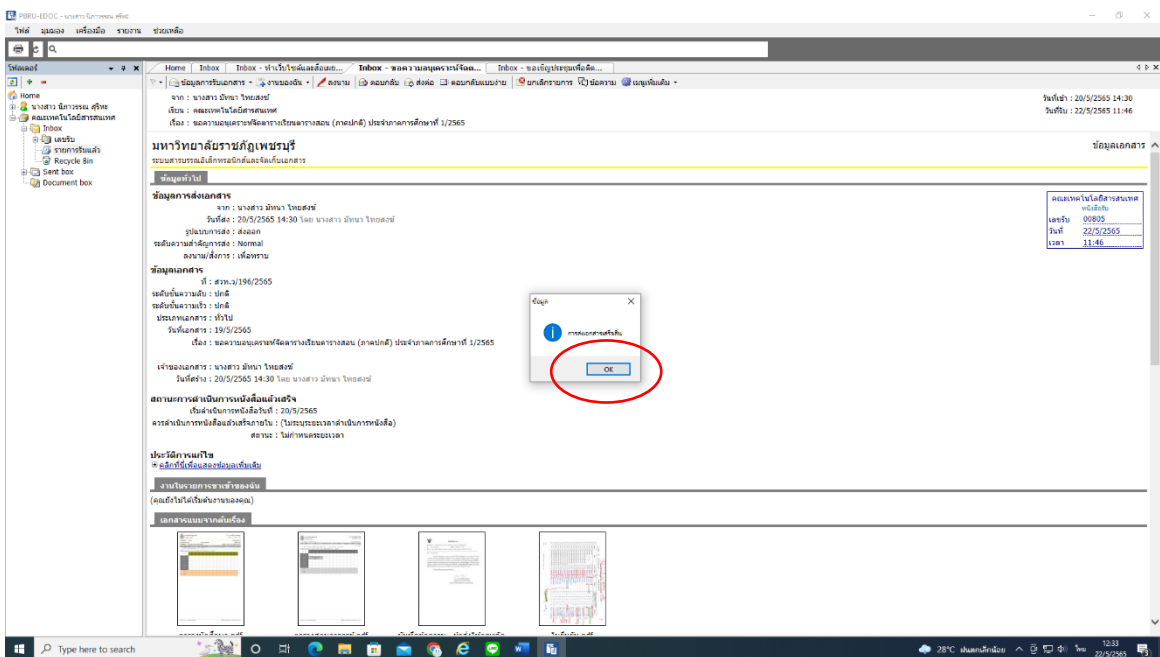 PBRU-EDOC - นางสาว นิภาวรรณ สุริทธ
ไฟล์ มุมมอง เครื่องมือ รายงาน ช่วยเหลือ
โฟลเดอร์
Home Inbox Inbox - ทำเว็บไซต์และสื่อเผย... Inbox - ขอความอนุเคราะห์จัดต... Inbox - ขอเชิญประชุมเพื่อติด...
ข้อมูลการรับเอกสาร งานของฉัน ลงนาม ตอบกลับ ส่งต่อ ตอบกลับแบบง่าย ยกเลิกรายการ ข้อความ เมนูเพิ่มเติม
Home
คณะเทคโนโลยีสารสนเทศ
Inbox
เลขรับ
รายการรับแล้ว
Recycle Bin
Sent box
Document box
จาก : นางสาว มัทนา ไทยสงฆ์
เรียน : คณะเทคโนโลยีสารสนเทศ
เรื่อง : ขอความอนุเคราะห์จัดตารางเรียนตารางสอน (ภาคปกติ) ประจำภาคการศึกษาที่ 1/2565
วันที่เข้า : 20/5/2565 14:30
วันที่รับ : 22/5/2565 11:46
มหาวิทยาลัยราชภัฏเพชรบุรี
ข้อมูลเอกสาร
ระบบสารบรรณอิเล็กทรอนิกส์และจัดเก็บเอกสาร
ข้อมูลทั่วไป
ข้อมูลการส่งเอกสาร
จาก : นางสาว มัทนา ไทยสงฆ์
วันที่ส่ง : 20/5/2565 14:30 โดย นางสาว มัทนา ไทยสงฆ์
รูปแบบการส่ง : ส่งออก
ระดับความสำคัญการส่ง : Normal
ลงนาม/สั่งการ : เพื่อทราบ
คณะเทคโนโลยีสารสนเทศ
หนังสือรับ
เลขรับ 00805
วันที่ 22/5/2565
เวลา 11:46
ข้อมูลเอกสาร
ที่ : สวท.ว/196/2565
ระดับชั้นความลับ : ปกติ
ระดับชั้นความเร็ว : ปกติ
ประเภทเอกสาร : ทั่วไป
วันที่เอกสาร : 19/5/2565
เรื่อง : ขอความอนุเคราะห์จัดตารางเรียนตารางสอน (ภาคปกติ) ประจำภาคการศึกษาที่ 1/2565
เจ้าของเอกสาร : นางสาว มัทนา ไทยสงฆ์
วันที่สร้าง : 20/5/2565 14:30 โดย นางสาว มัทนา ไทยสงฆ์
ข้อมูล
การส่งเอกสารเสร็จสิ้น
OK
สถานะการดำเนินการหนังสือแล้วเสร็จ
เริ่มดำเนินการหนังสือวันที่ : 20/5/2565
ควรดำเนินการหนังสือแล้วเสร็จภายใน : (ไม่ระบุระยะเวลาดำเนินการหนังสือ)
สถานะ : ไม่กำหนดระยะเวลา
ประวัติการแก้ไข
คลิกที่นี่เพื่อแสดงข้อมูลเพิ่มเติม
งานในรายการขาเข้าของฉัน
(คุณยังไม่ได้เริ่มต้นงานของคุณ)
เอกสารแนบจากต้นเรื่อง
Type here to search
28°C ฝนตกเล็กน้อย
ไทย
12:33
22/5/2565